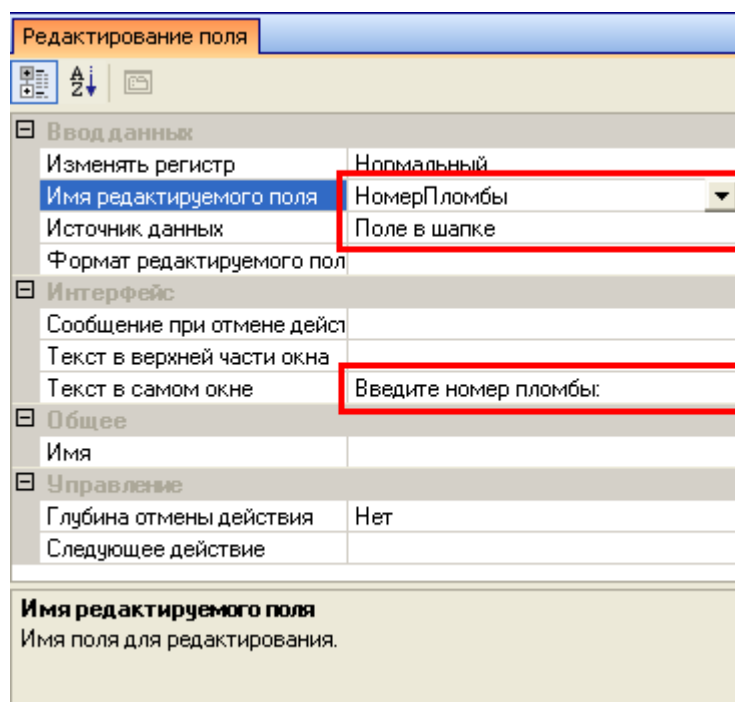 Редактирование поля
Ввод данных
Изменять регистр Нормальный
Имя редактируемого поля НомерПломбы
Источник данных Поле в шапке
Формат редактируемого пол
Интерфейс
Сообщение при отмене дейст
Текст в верхней части окна
Текст в самом окне Введите номер пломбы:
Общее
Имя
Управление
Глубина отмены действия Нет
Следующее действие
Имя редактируемого поля
Имя поля для редактирования.